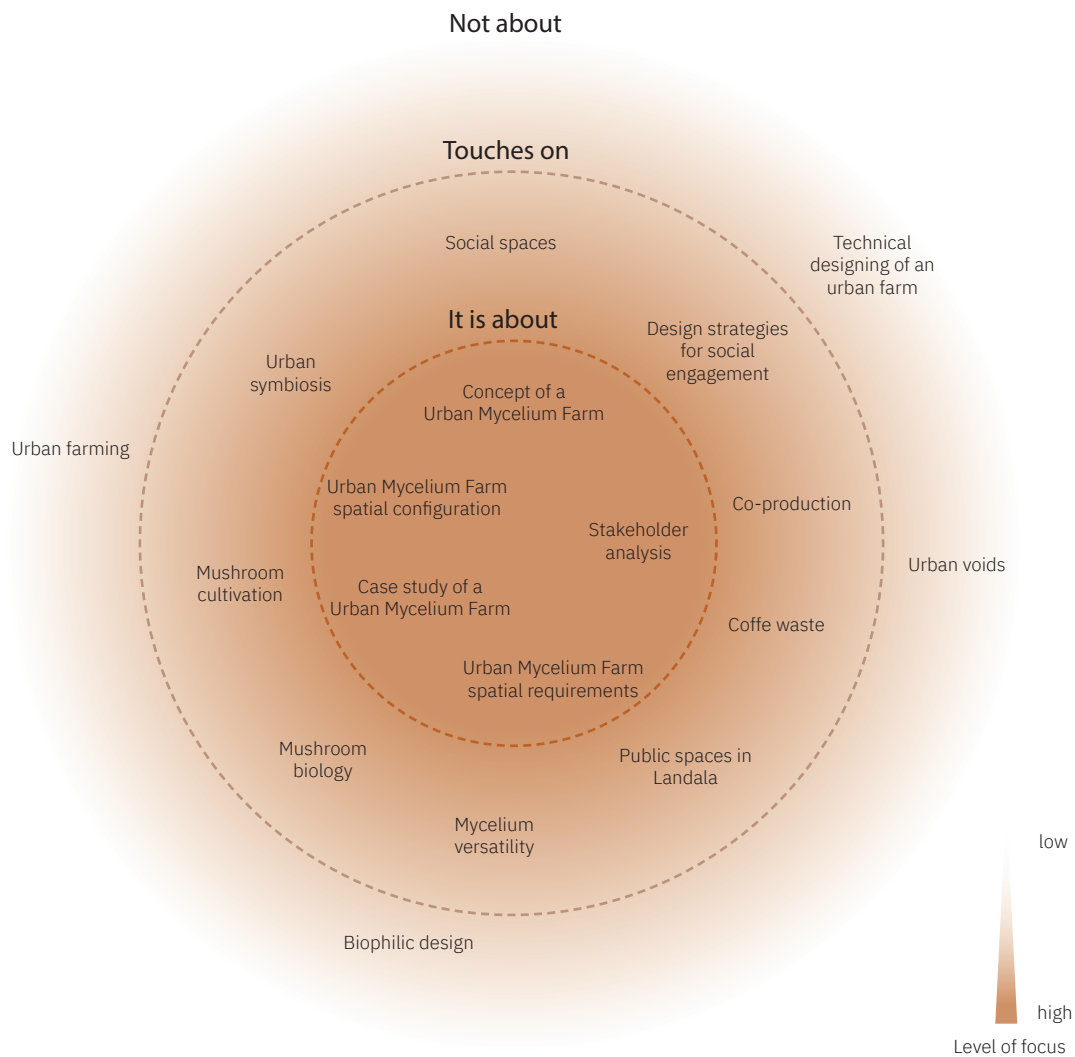 Not about
Touches on
Social spaces
Technical
designing of an
urban farm
It is about
Design strategies
for social
engagement
Urban
symbiosis
Concept of a
Urban Mycelium Farm
Urban farming
Urban Mycelium Farm
spatial configuration
Co-production
Stakeholder
analysis
Urban voids
Mushroom
cultivation
Case study of a
Urban Mycelium Farm
Coffe waste
Urban Mycelium Farm
spatial requirements
Mushroom
biology
Public spaces in
Landala
Mycelium
versatility
Biophilic design
low
high
Level of focus